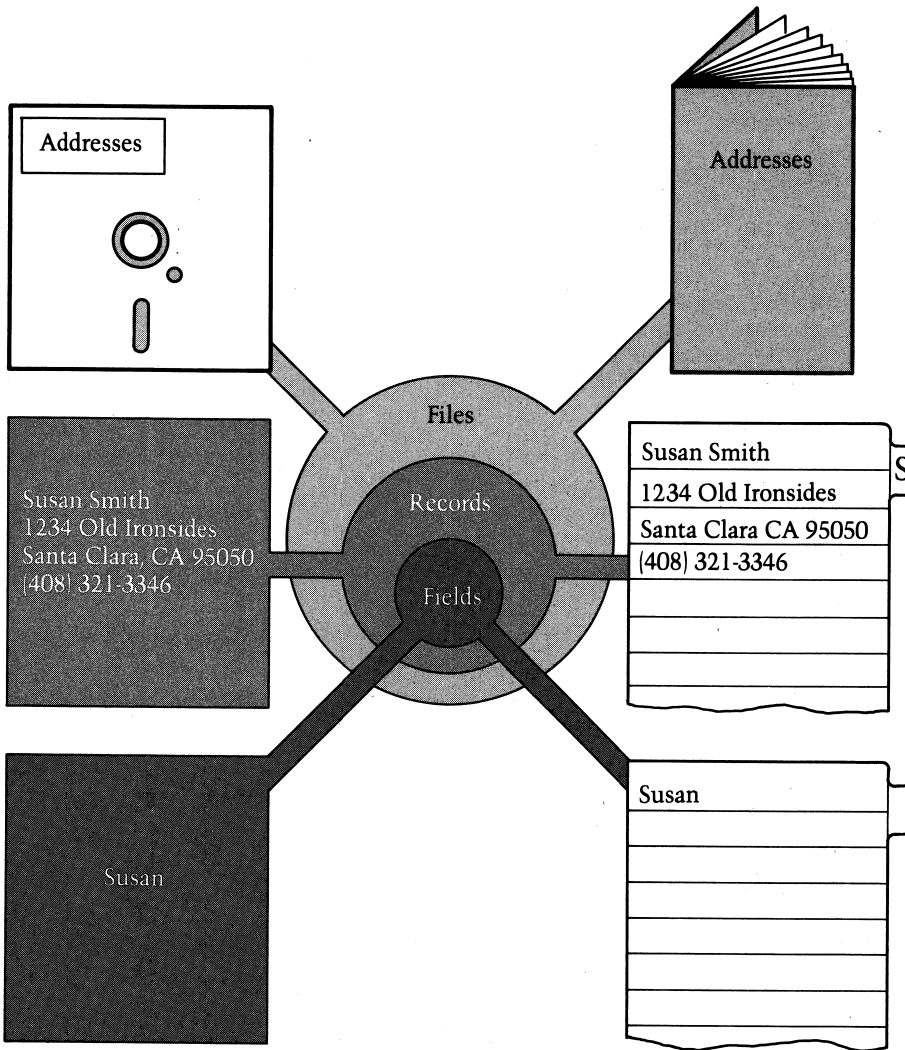 Addresses
Addresses
Files
Records
Fields
Susan Smith
1234 Old Ironsides
Santa Clara, CA 95050
(408) 321-3346
Susan Smith
1234 Old Ironsides
Santa Clara CA 95050
(408) 321-3346
S
Susan
Susan